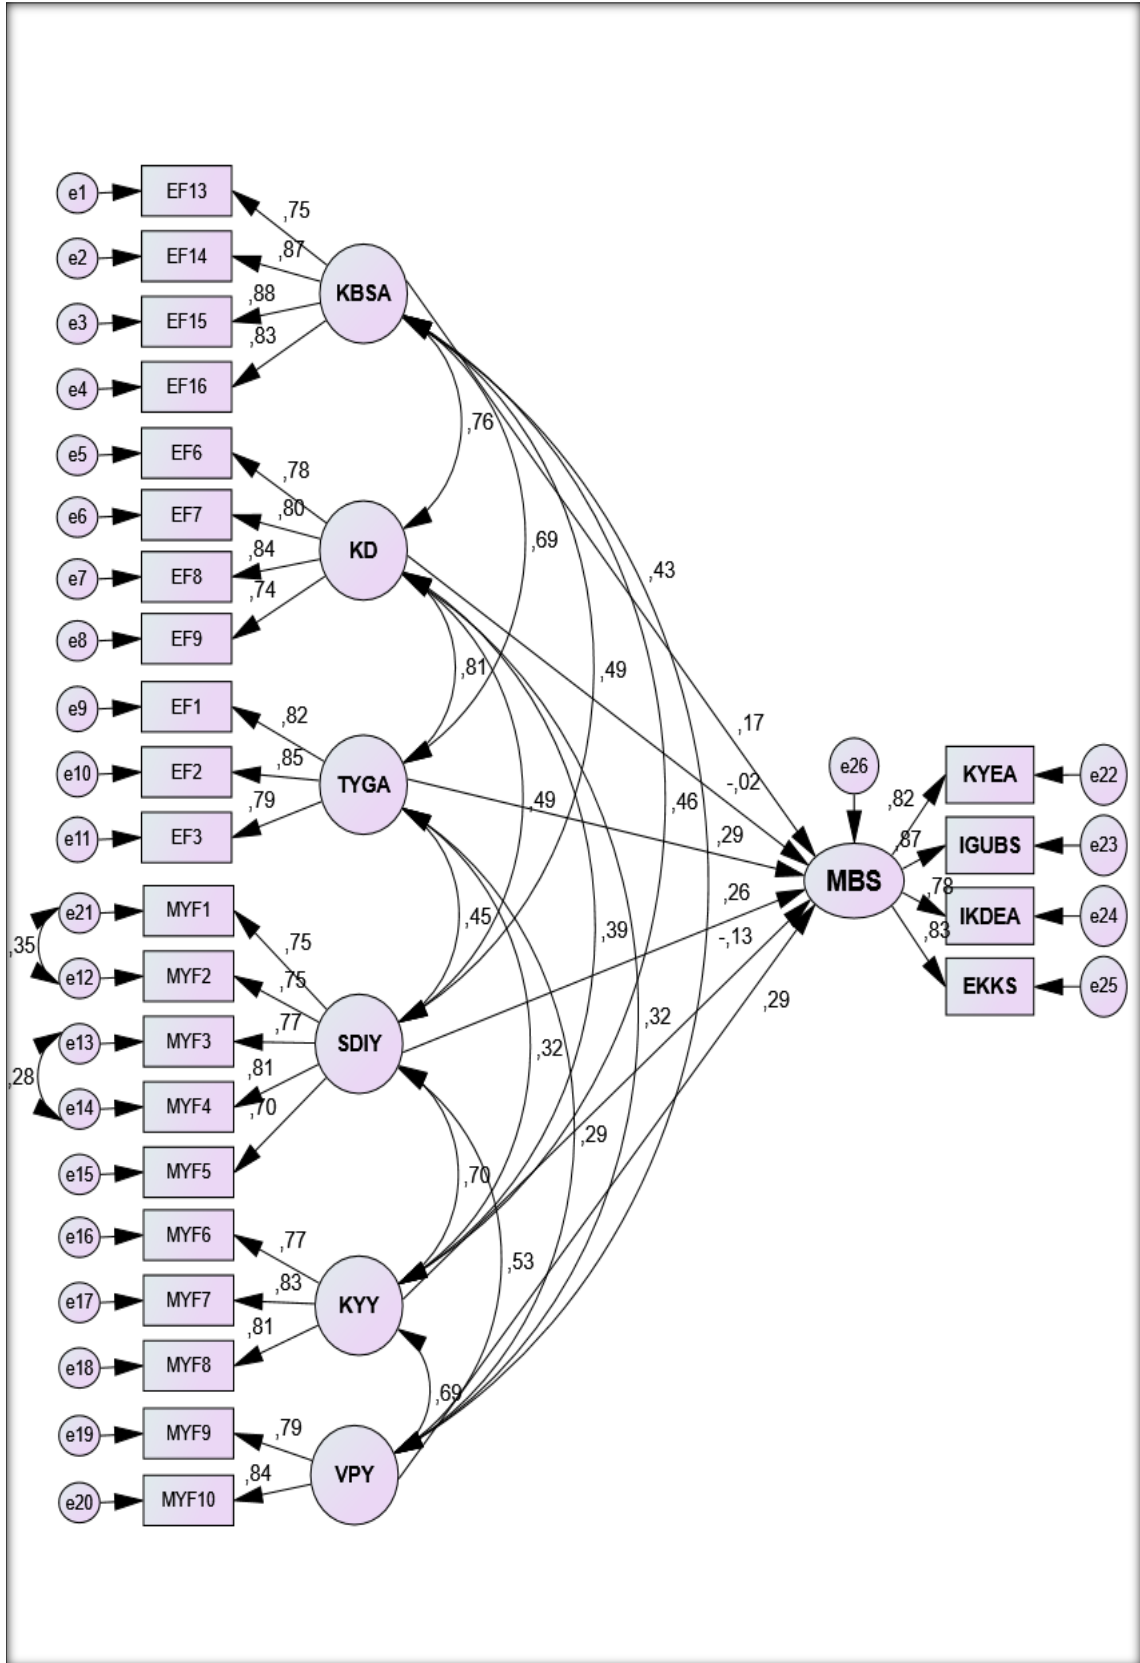 e1
EF13
,75
e2
EF14
,87
KBSA
e3
EF15
,88
e4
EF16
,83
,76
e5
EF6
,78
e6
EF7
,80
KD
,69
,43
e7
EF8
,84
e8
EF9
,74
,81
,49
e9
EF1
,82
,17
e10
EF2
,85
TYGA
,49
,46
-,02
e26
KYEA
e22
,82
e11
EF3
,79
,29
,87
IGUBS
e23
MBS
,78
e21
MYF1
,26
IKDEA
e24
,35
,75
,45
,39
-,13
,83
e12
MYF2
,75
EKKS
e25
,29
e13
MYF3
,77
SDIY
,32
,32
,28
e14
MYF4
,81
,70
,29
e15
MYF5
,70
e16
MYF6
,77
,53
e17
MYF7
,83
KYY
e18
MYF8
,81
,69
e19
MYF9
,79
VPY
e20
MYF10
,84